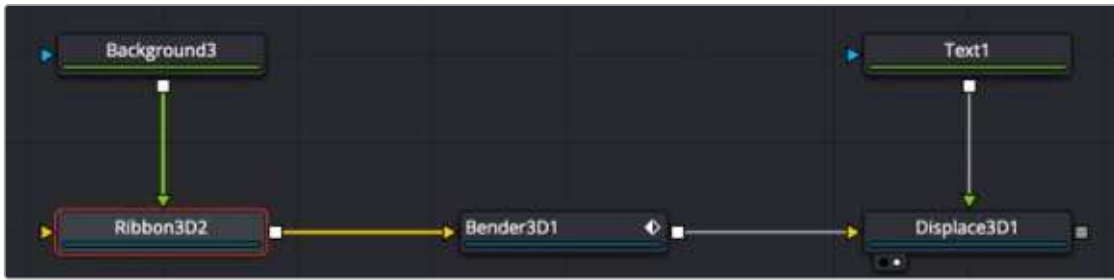 Background3
Text1
Ribbon3D2
Bender3D1
Displace3D1